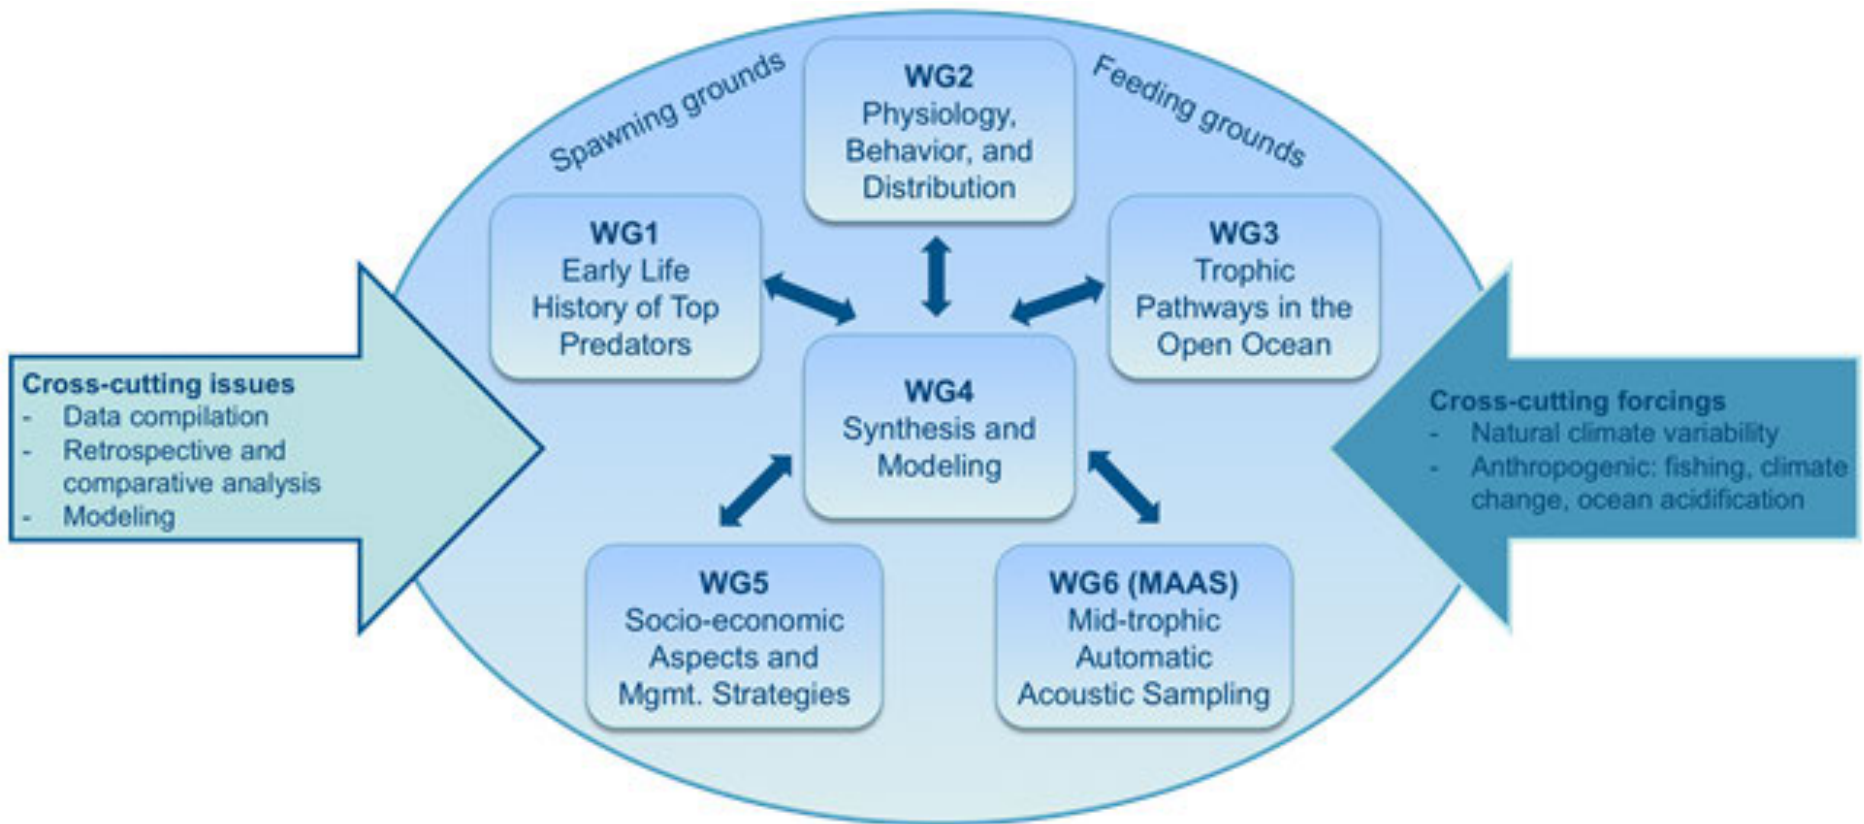 Spawning grounds
Feeding grounds
WG2
Physiology,
Behavior, and
Distribution
WG1
Early Life
History of Top
Predators
WG3
Trophic
Pathways in the
Open Ocean
WG4
Synthesis and
Modeling
Cross-cutting issues
- Data compilation
- Retrospective and
comparative analysis
- Modeling
Cross-cutting forcings
- Natural climate variability
- Anthropogenic: fishing, climate
change, ocean acidification
WG5
Socio-economic
Aspects and
Mgmt. Strategies
WG6 (MAAS)
Mid-trophic
Automatic
Acoustic Sampling